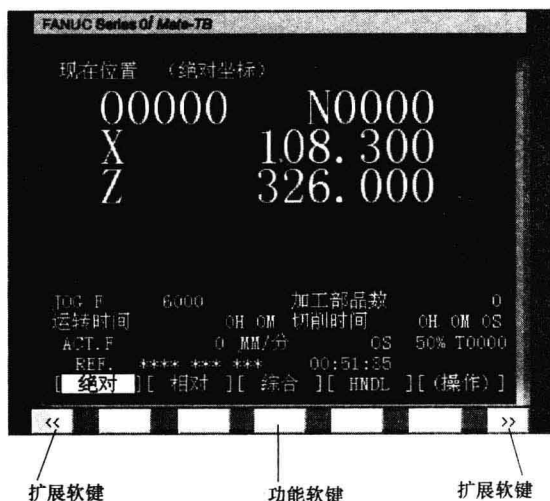 FANUC Series 0i Mate-TB
现在位置 (绝对坐标)
O0000 N0000
X 108.300
Z 326.000
JOG F 6000 加工部品数 0
运转时间 0H 0M 切削时间 0H 0M 0S
ACT.F 0 MM/分 0S 50% T0000
REF. **** *** *** 00:51:35
[ 绝对 ][ 相对 ][ 综合 ][ HNDL ][ (操作) ]
<< >>
扩展软键 功能软键 扩展软键